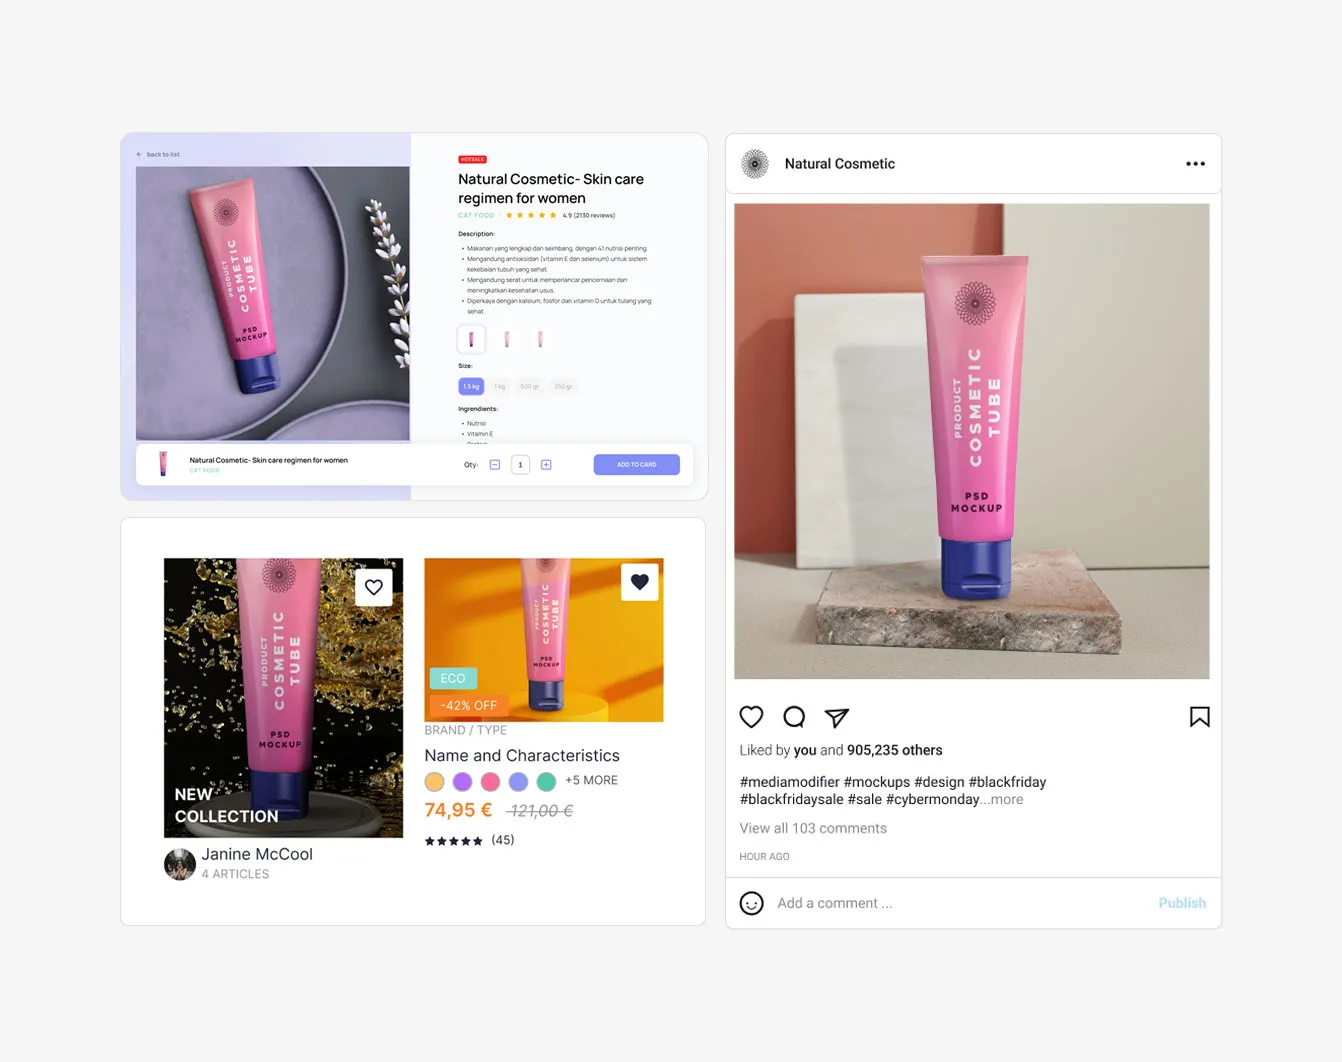 back to list
PRODUCT
COSMETIC
TUBE
PSD
MOCKUP
HOTSALE
Natural Cosmetic- Skin care
regimen for women
CAT FOOD
4.9 (2130 reviews)
Description:
• Makanan yang lengkap dan seimbang, dengan 41 nutrisi penting.
• Mengandung antioksidan (vitamin E dan selenium) untuk sistem
kekebalan tubuh yang sehat.
• Mengandung serat untuk memperlancar pencernaan dan
meningkatkan kesehatan usus.
• Diperkaya dengan kalsium, fosfor dan vitamin D untuk tulang yang
sehat.
Size:
1,5 kg 1 kg 500 gr 250 gr
Ingrendients:
• Nutrisi
• Vitamin E
Natural Cosmetic- Skin care regimen for women
CAT FOOD
Qty: 1
ADD TO CARD
PRODUCT
COSMETIC
TUBE
PSD
MOCKUP
NEW
COLLECTION
Janine McCool
4 ARTICLES
PRODUCT
COSMETIC
TUBE
PSD
MOCKUP
ECO
-42% OFF
BRAND / TYPE
Name and Characteristics
+5 MORE
74,95 € 121,00 €
(45)
Natural Cosmetic
PRODUCT
COSMETIC
TUBE
PSD
MOCKUP
Liked by you and 905,235 others
#mediamodifier #mockups #design #blackfriday
#blackfridaysale #sale #cybermonday...more
View all 103 comments
HOUR AGO
Add a comment ...
Publish